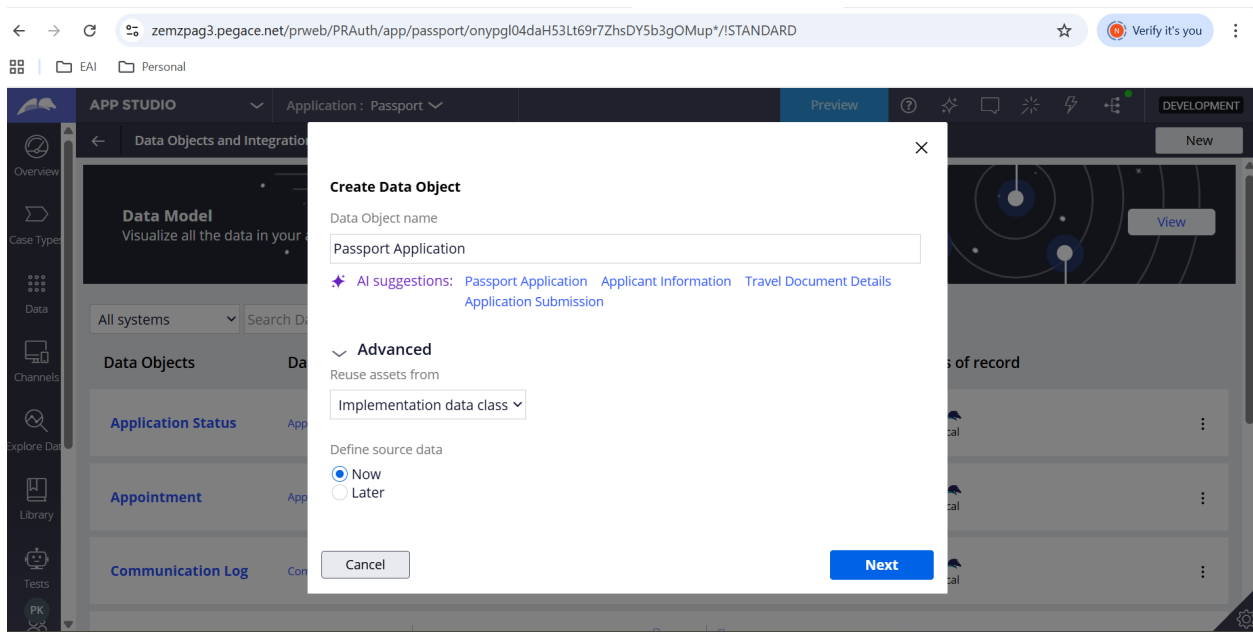 zemzpag3.pegace.net/prweb/PRAuth/app/passport/onypgl04daH53Lt69r7ZhsDY5b3gOMup*/!STANDARD
N
Verify it's you
EAI
Personal
APP STUDIO
Application : Passport
Preview
DEVELOPMENT
Data Objects and Integration
New
Overview
Case Types
Data
Channels
Explore Dat
Library
Tests
PK
Data Model
Visualize all the data in your a
View
All systems
Search Da
Data Objects
Da
s of record
Application Status
App
cal
Appointment
App
cal
Communication Log
Con
cal
Create Data Object
Data Object name
Passport Application
AI suggestions: Passport Application Applicant Information Travel Document Details
Application Submission
Advanced
Reuse assets from
Implementation data class
Define source data
Now
Later
Cancel
Next